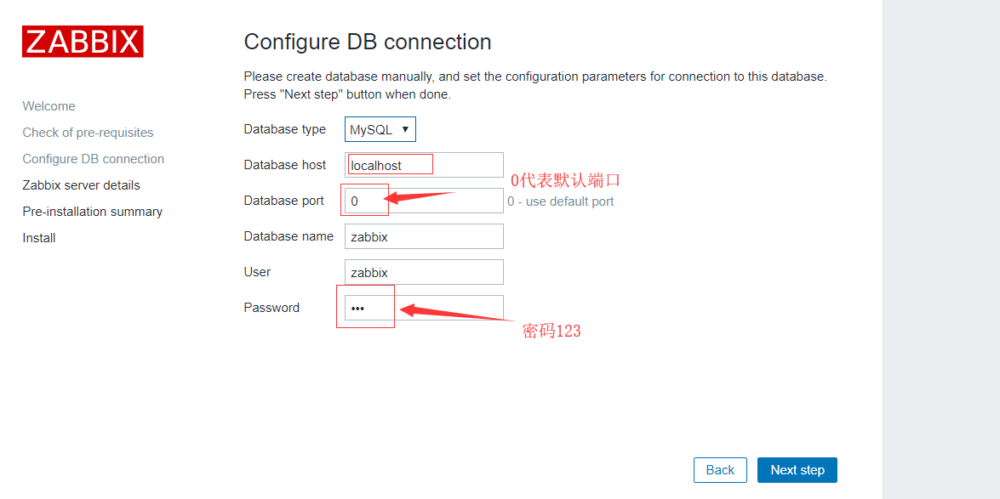 ZABBIX
Welcome
Check of pre-requisites
Configure DB connection
Zabbix server details
Pre-installation summary
Install
Configure DB connection
Please create database manually, and set the configuration parameters for connection to this database.
Press "Next step" button when done.
Database type MySQL ▼
Database host localhost
0代表默认端口
Database port 0 0 - use default port
Database name zabbix
User zabbix
Password •••
密码123
Back Next step